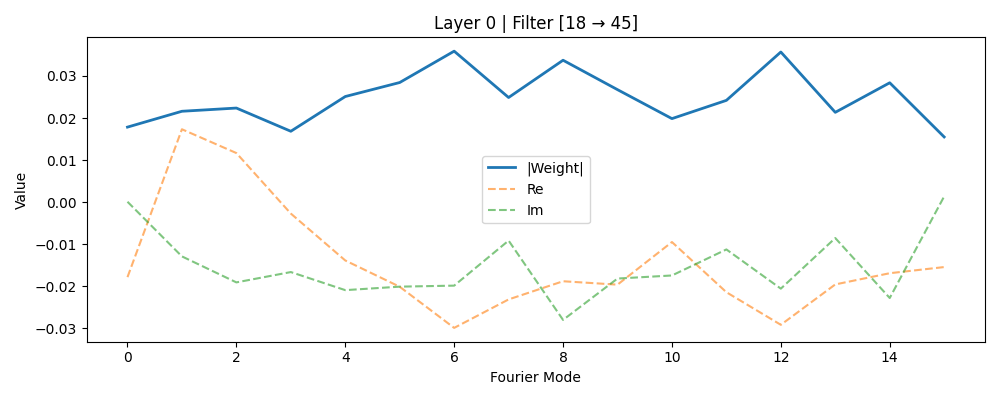 Layer 0 | Filter [18 → 45]
Value
0.03
0.02
0.01
0.00
−0.01
−0.02
−0.03
|Weight|
Re
Im
0 2 4 6 8 10 12 14
Fourier Mode